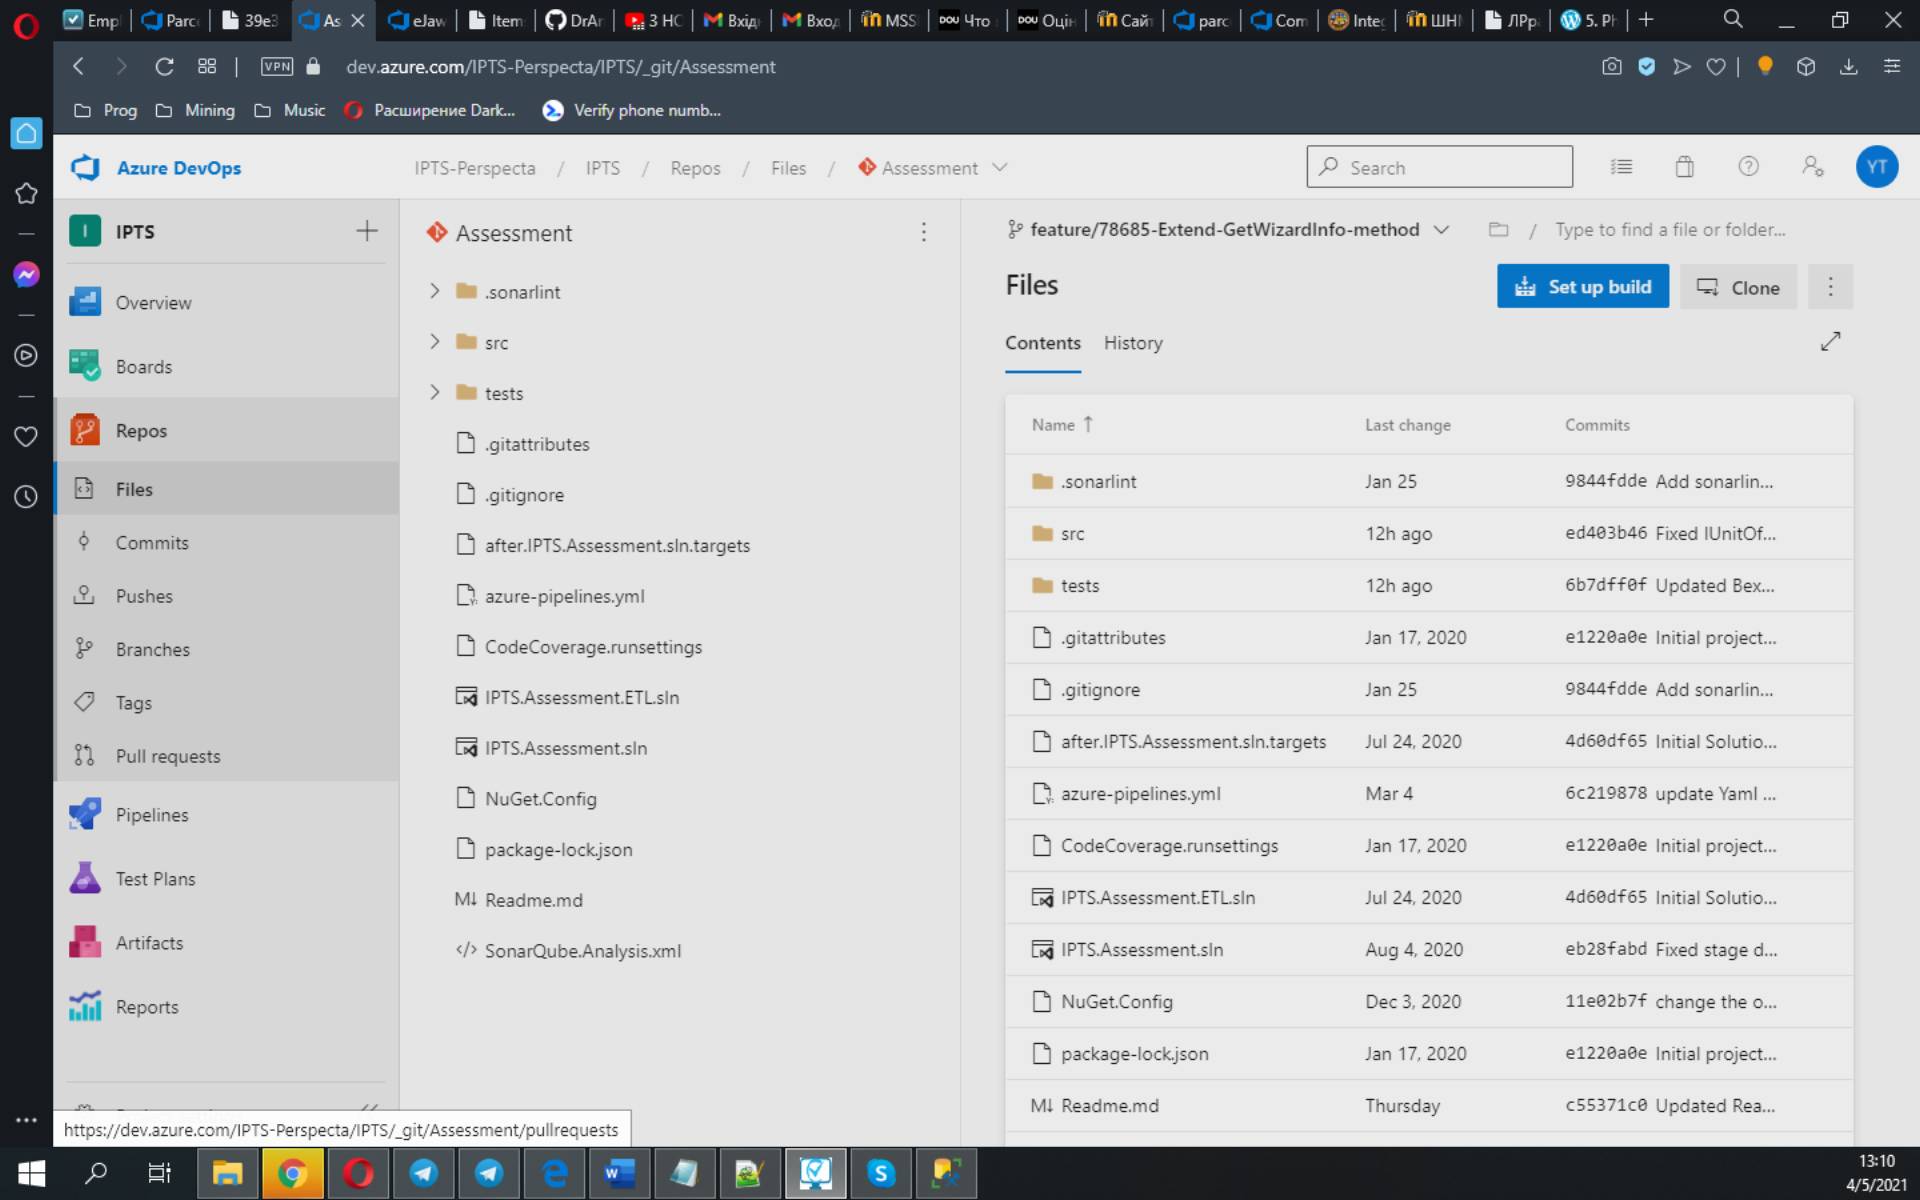 Empl
Parc
39e3
As
eJaw
Item
DrAr
3 НО
Вхід
Вход
MSS
DOU Что
DOU Оцін
Сайт
parc
Com
Inte
ШНМ
ЛРр
5. Ph
VPN
dev.azure.com/IPTS-Perspecta/IPTS/_git/Assessment
Prog
Mining
Music
Расширение Dark...
Verify phone numb...
Azure DevOps
IPTS-Perspecta / IPTS / Repos / Files / Assessment
Search
YT
I IPTS
Overview
Boards
Repos
Files
Commits
Pushes
Branches
Tags
Pull requests
Pipelines
Test Plans
Artifacts
Reports
Assessment
.sonarlint
src
tests
.gitattributes
.gitignore
after.IPTS.Assessment.sln.targets
azure-pipelines.yml
CodeCoverage.runsettings
IPTS.Assessment.ETL.sln
IPTS.Assessment.sln
NuGet.Config
package-lock.json
M↓ Readme.md
</> SonarQube.Analysis.xml
feature/78685-Extend-GetWizardInfo-method / Type to find a file or folder...
Files
Set up build
Clone
Contents History
Name ↑ Last change Commits
.sonarlint Jan 25 9844fdde Add sonarlin...
src 12h ago ed403b46 Fixed IUnitOf...
tests 12h ago 6b7dff0f Updated Bex...
.gitattributes Jan 17, 2020 e1220a0e Initial project...
.gitignore Jan 25 9844fdde Add sonarlin...
after.IPTS.Assessment.sln.targets Jul 24, 2020 4d60df65 Initial Solutio...
azure-pipelines.yml Mar 4 6c219878 update Yaml ...
CodeCoverage.runsettings Jan 17, 2020 e1220a0e Initial project...
IPTS.Assessment.ETL.sln Jul 24, 2020 4d60df65 Initial Solutio...
IPTS.Assessment.sln Aug 4, 2020 eb28fabd Fixed stage d...
NuGet.Config Dec 3, 2020 11e02b7f change the o...
package-lock.json Jan 17, 2020 e1220a0e Initial project...
M↓ Readme.md Thursday c55371c0 Updated Rea...
https://dev.azure.com/IPTS-Perspecta/IPTS/_git/Assessment/pullrequests
13:10
4/5/2021